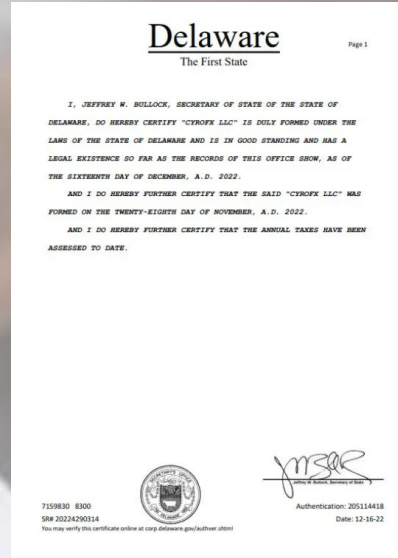 Delaware
Page 1
The First State
I, JEFFREY W. BULLOCK, SECRETARY OF STATE OF THE STATE OF
DELAWARE, DO HEREBY CERTIFY "CYROFX LLC" IS DULY FORMED UNDER THE
LAWS OF THE STATE OF DELAWARE AND IS IN GOOD STANDING AND HAS A
LEGAL EXISTENCE SO FAR AS THE RECORDS OF THIS OFFICE SHOW, AS OF
THE SIXTEENTH DAY OF DECEMBER, A.D. 2022.
AND I DO HEREBY FURTHER CERTIFY THAT THE SAID "CYROFX LLC" WAS
FORMED ON THE TWENTY-EIGHTH DAY OF NOVEMBER, A.D. 2022.
AND I DO HEREBY FURTHER CERTIFY THAT THE ANNUAL TAXES HAVE BEEN
ASSESSED TO DATE.
Jeffrey W. Bullock, Secretary of State
7159830 8300
SR# 20224290314
You may verify this certificate online at corp.delaware.gov/authver.shtml
Authentication: 205114418
Date: 12-16-22